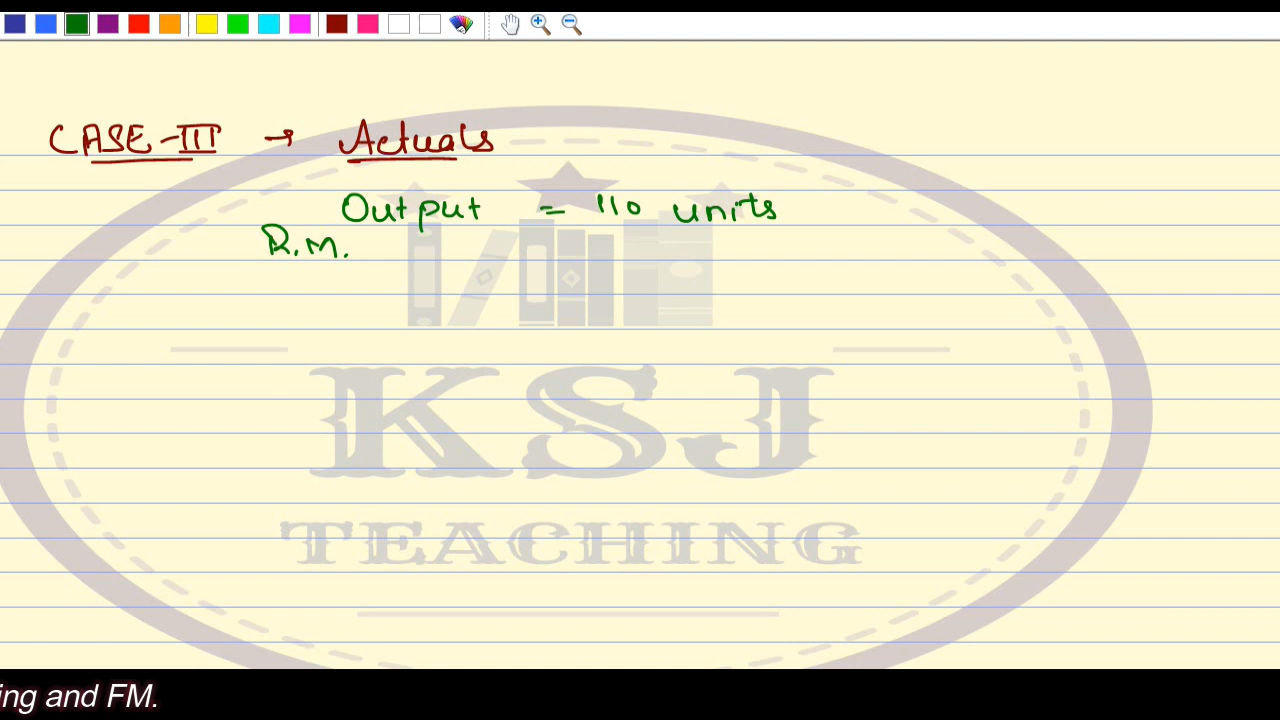 CASE-III → Actuals
Output = 110 units
R.M.
KSJ
TEACHING
ing and FM.